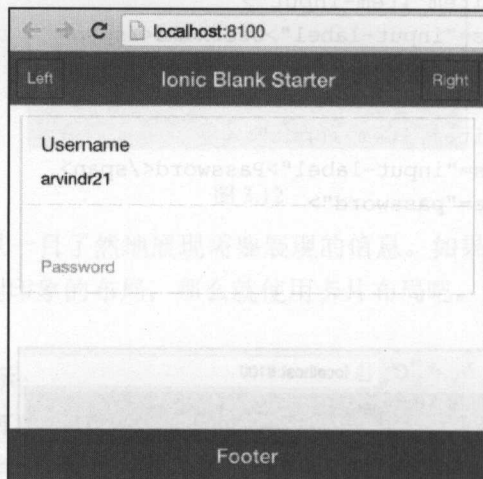 localhost:8100
Left Ionic Blank Starter Right
Username
arvindr21
Password
Footer